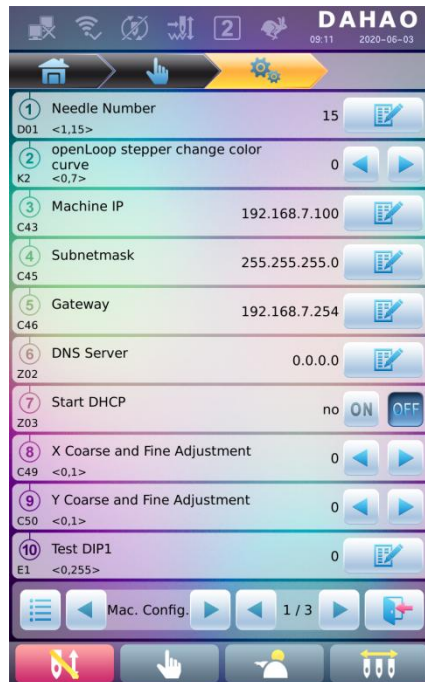 DAHAO
2
09:11 2020-06-03
1 Needle Number 15
D01 <1,15>
2 openLoop stepper change color
curve 0
K2 <0,7>
3 Machine IP 192.168.7.100
C43
4 Subnetmask 255.255.255.0
C45
5 Gateway 192.168.7.254
C46
6 DNS Server 0.0.0.0
Z02
7 Start DHCP no ON OFF
Z03
8 X Coarse and Fine Adjustment 0
C49 <0,1>
9 Y Coarse and Fine Adjustment 0
C50 <0,1>
10 Test DIP1 0
E1 <0,255>
Mac. Config. 1 / 3